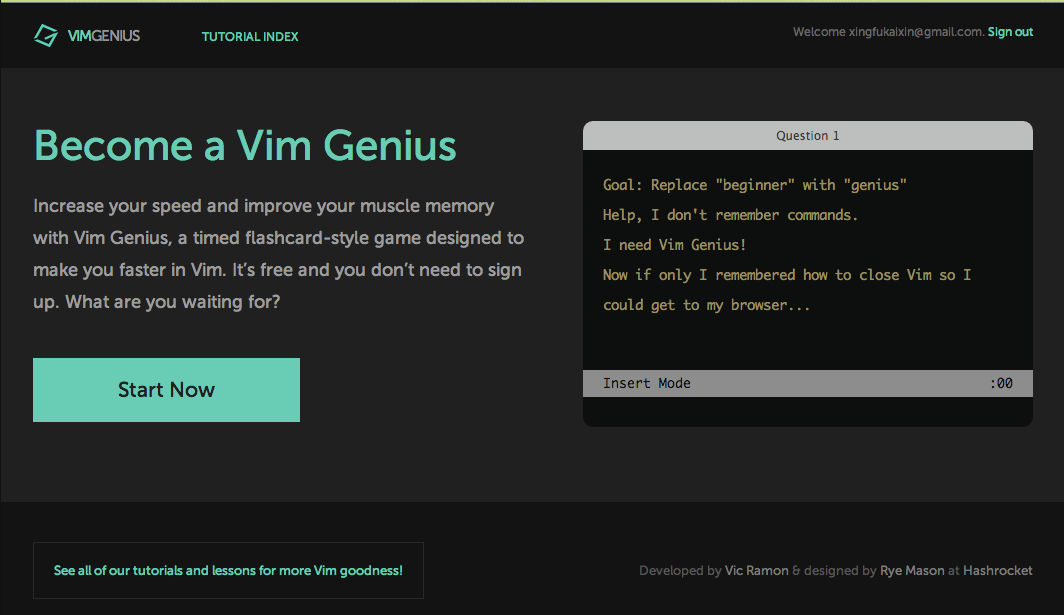 VIMGENIUS
TUTORIAL INDEX
Welcome xingfukaixin@gmail.com. Sign out
Become a Vim Genius
Increase your speed and improve your muscle memory
with Vim Genius, a timed flashcard-style game designed to
make you faster in Vim. It’s free and you don’t need to sign
up. What are you waiting for?
Start Now
Question 1
Goal: Replace "beginner" with "genius"
Help, I don't remember commands.
I need Vim Genius!
Now if only I remembered how to close Vim so I
could get to my browser...
Insert Mode :00
See all of our tutorials and lessons for more Vim goodness!
Developed by Vic Ramon & designed by Rye Mason at Hashrocket